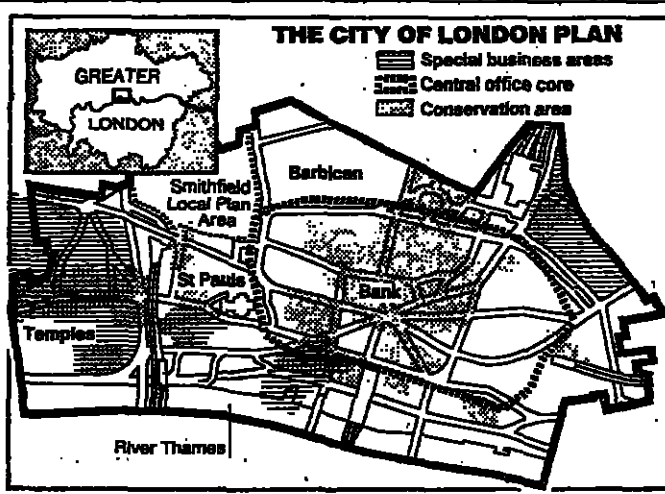 THE CITY OF LONDON PLAN
Special business areas
Central office core
Conservation area
GREATER
LONDON
Barbican
Smithfield
Local Plan
Area
St Pauls
Bank
Temples
River Thames